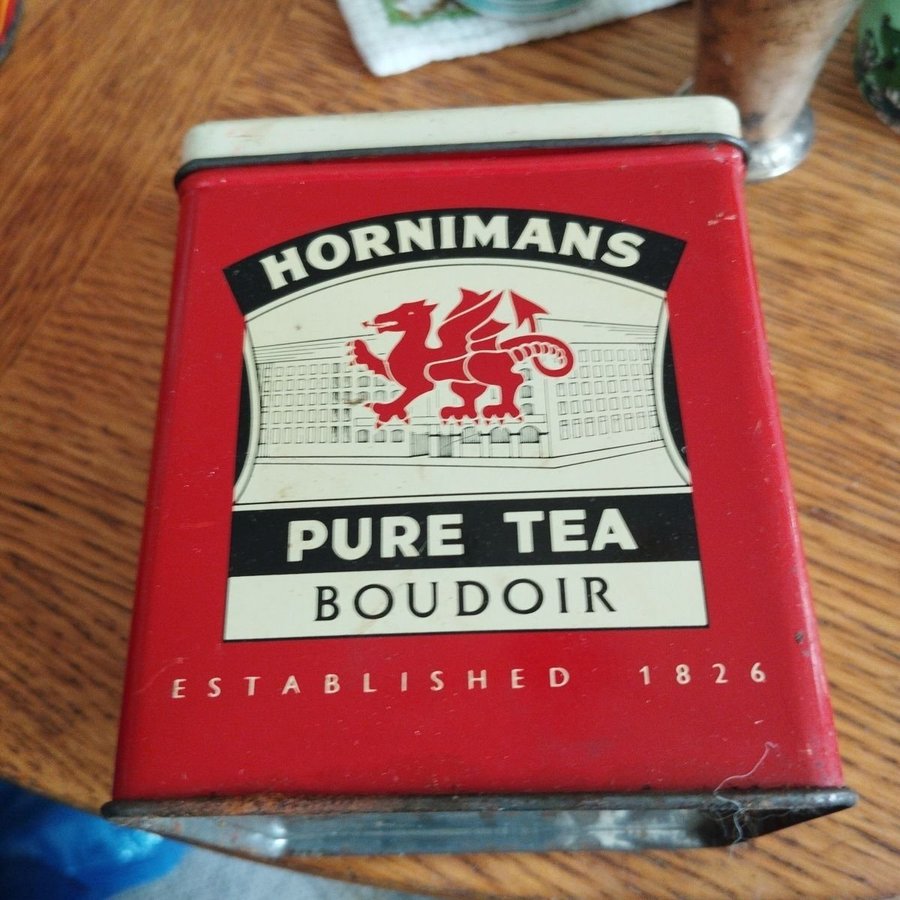 HORNIMANS
PURE TEA
BOUDOIR
ESTABLISHED 1826